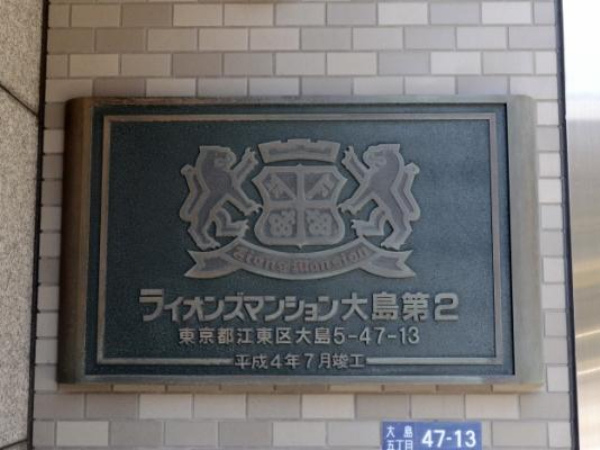 Lions Mansion
ライオンズマンション大島第2
東京都江東区大島5-47-13
平成4年7月竣工
大島
五丁目
47-13